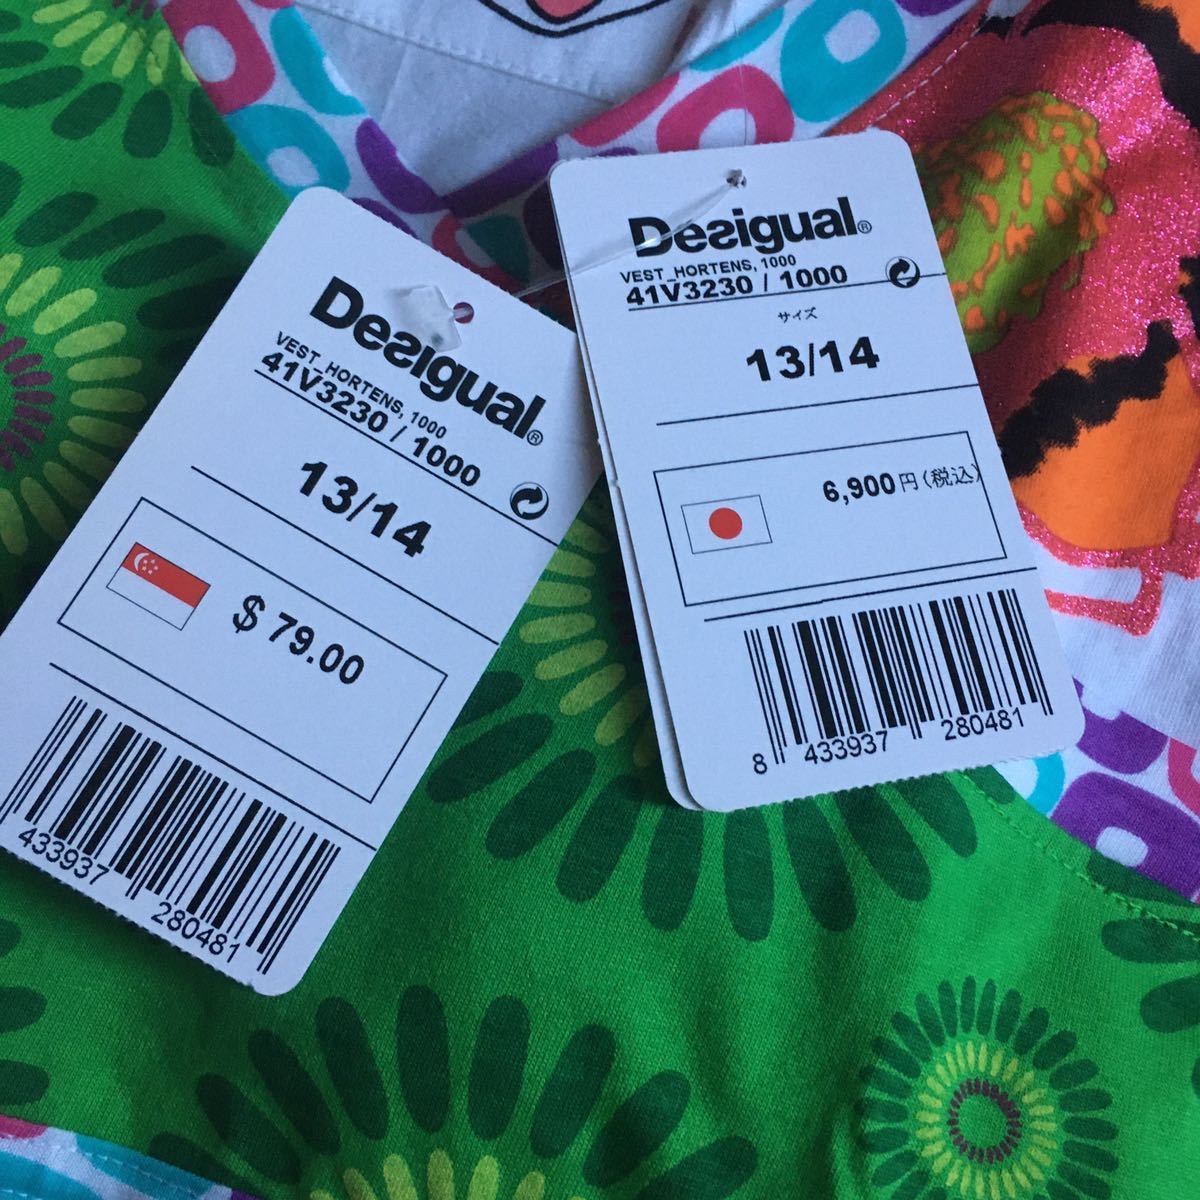 Desigual®
VEST_HORTENS, 1000
41V3230 / 1000
13/14
$ 79.00
433937 280481
Desigual®
VEST_HORTENS, 1000
41V3230 / 1000
サイズ
13/14
6,900円(税込)
8 433937 280481